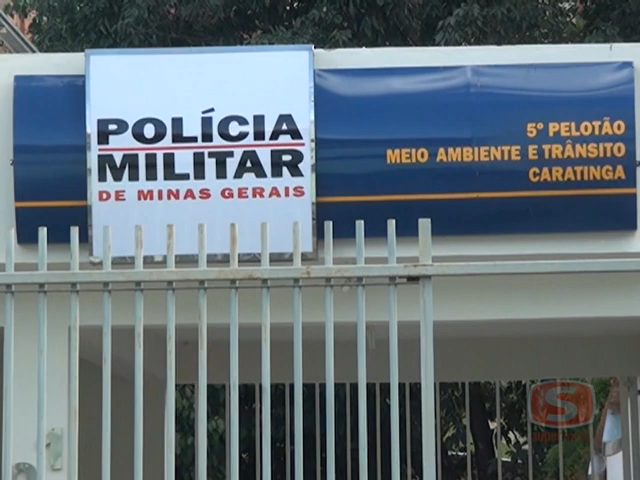 POLÍCIA
MILITAR
DE MINAS GERAIS
5º PELOTÃO
MEIO AMBIENTE E TRÂNSITO
CARATINGA
S